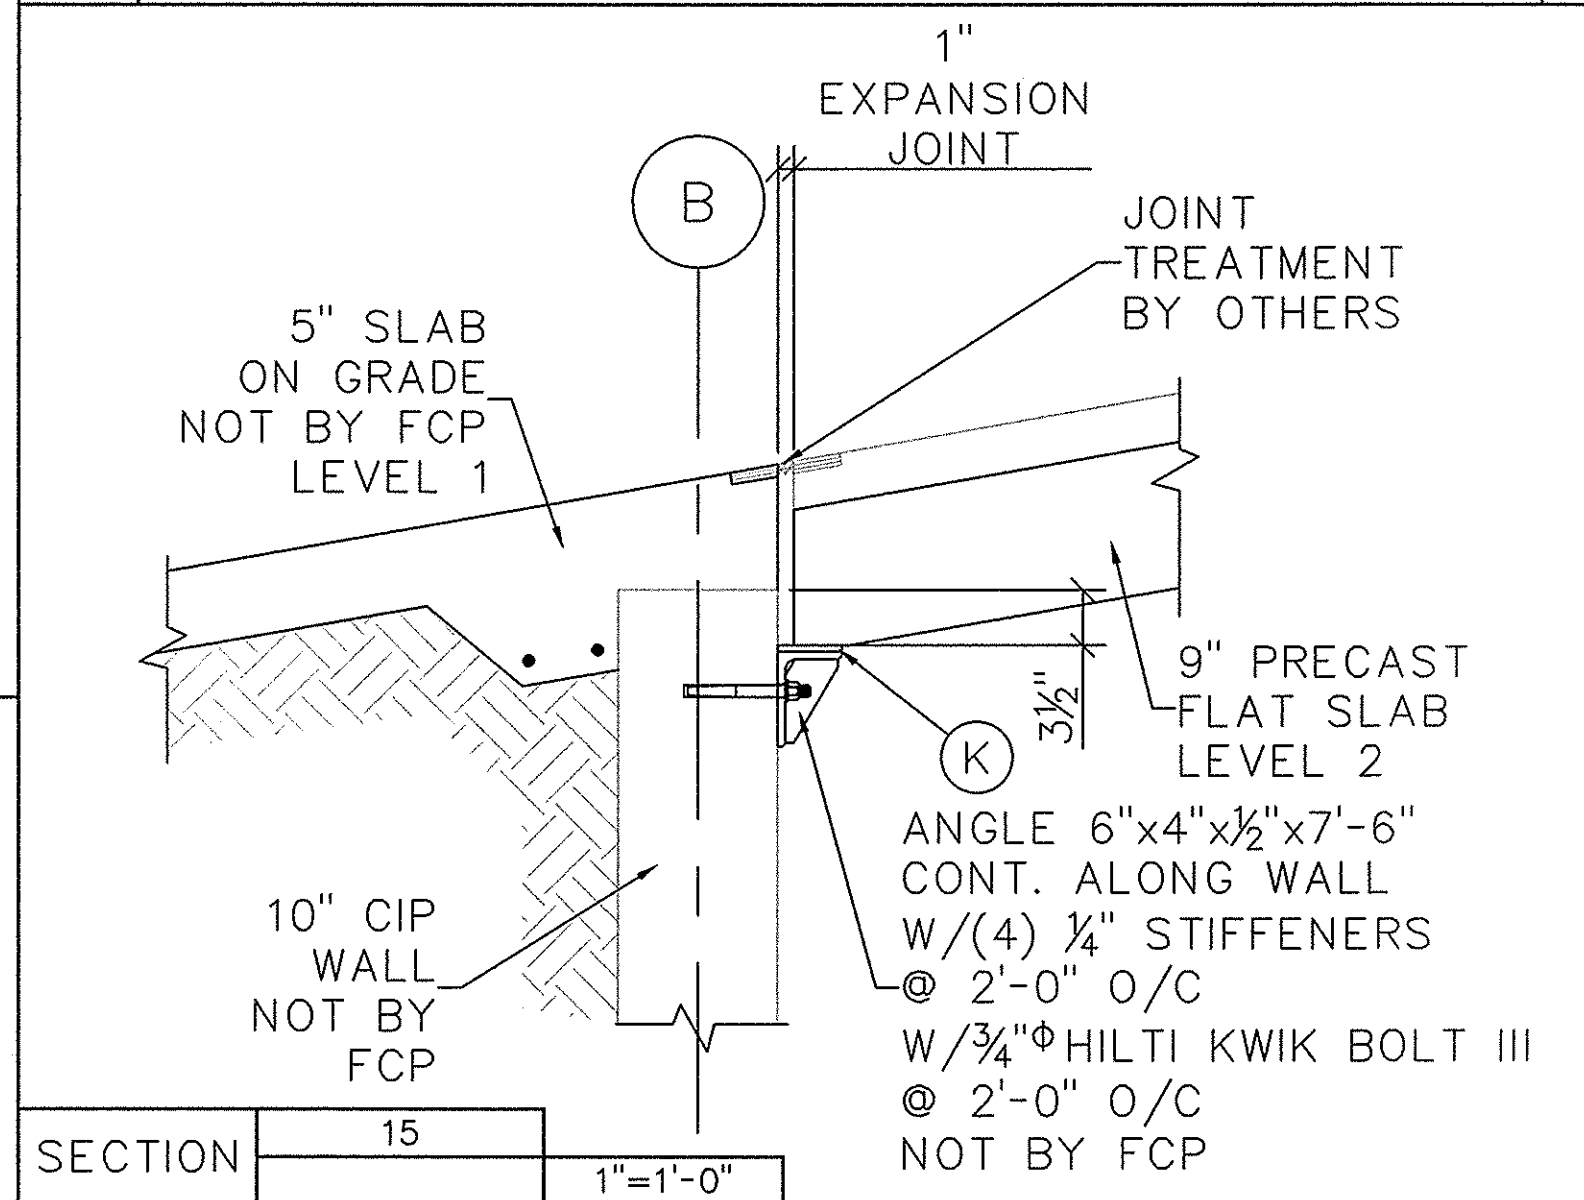 1"
EXPANSION
JOINT
B
JOINT
TREATMENT
BY OTHERS
5" SLAB
ON GRADE
NOT BY FCP
LEVEL 1
3½"
9" PRECAST
FLAT SLAB
LEVEL 2
K
ANGLE 6"x4"x½"x7'-6"
CONT. ALONG WALL
W/(4) ¼" STIFFENERS
@ 2'-0" O/C
W/¾"Φ HILTI KWIK BOLT III
@ 2'-0" O/C
NOT BY FCP
10" CIP
WALL
NOT BY
FCP
SECTION
15
1"=1'-0"